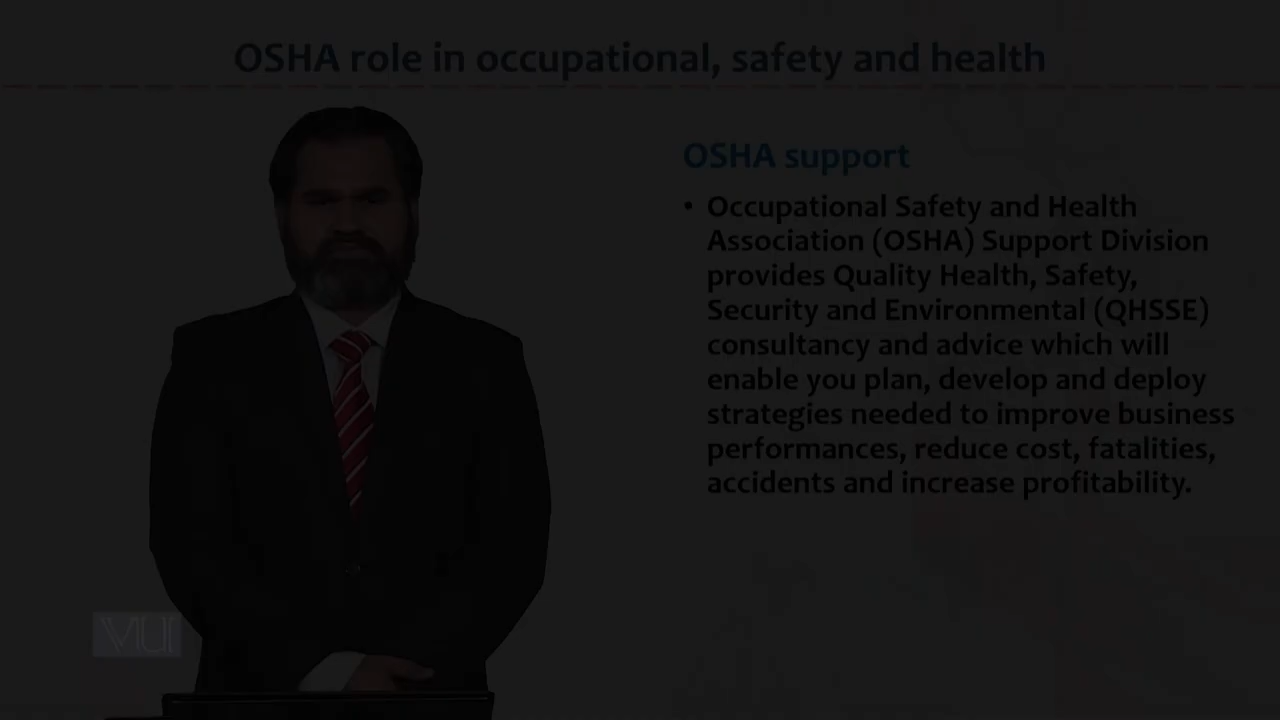 OSHA role in occupational, safety and health
OSHA support
• Occupational Safety and Health
Association (OSHA) Support Division
provides Quality Health, Safety,
Security and Environmental (QHSSE)
consultancy and advice which will
enable you plan, develop and deploy
strategies needed to improve business
performances, reduce cost, fatalities,
accidents and increase profitability.
VU